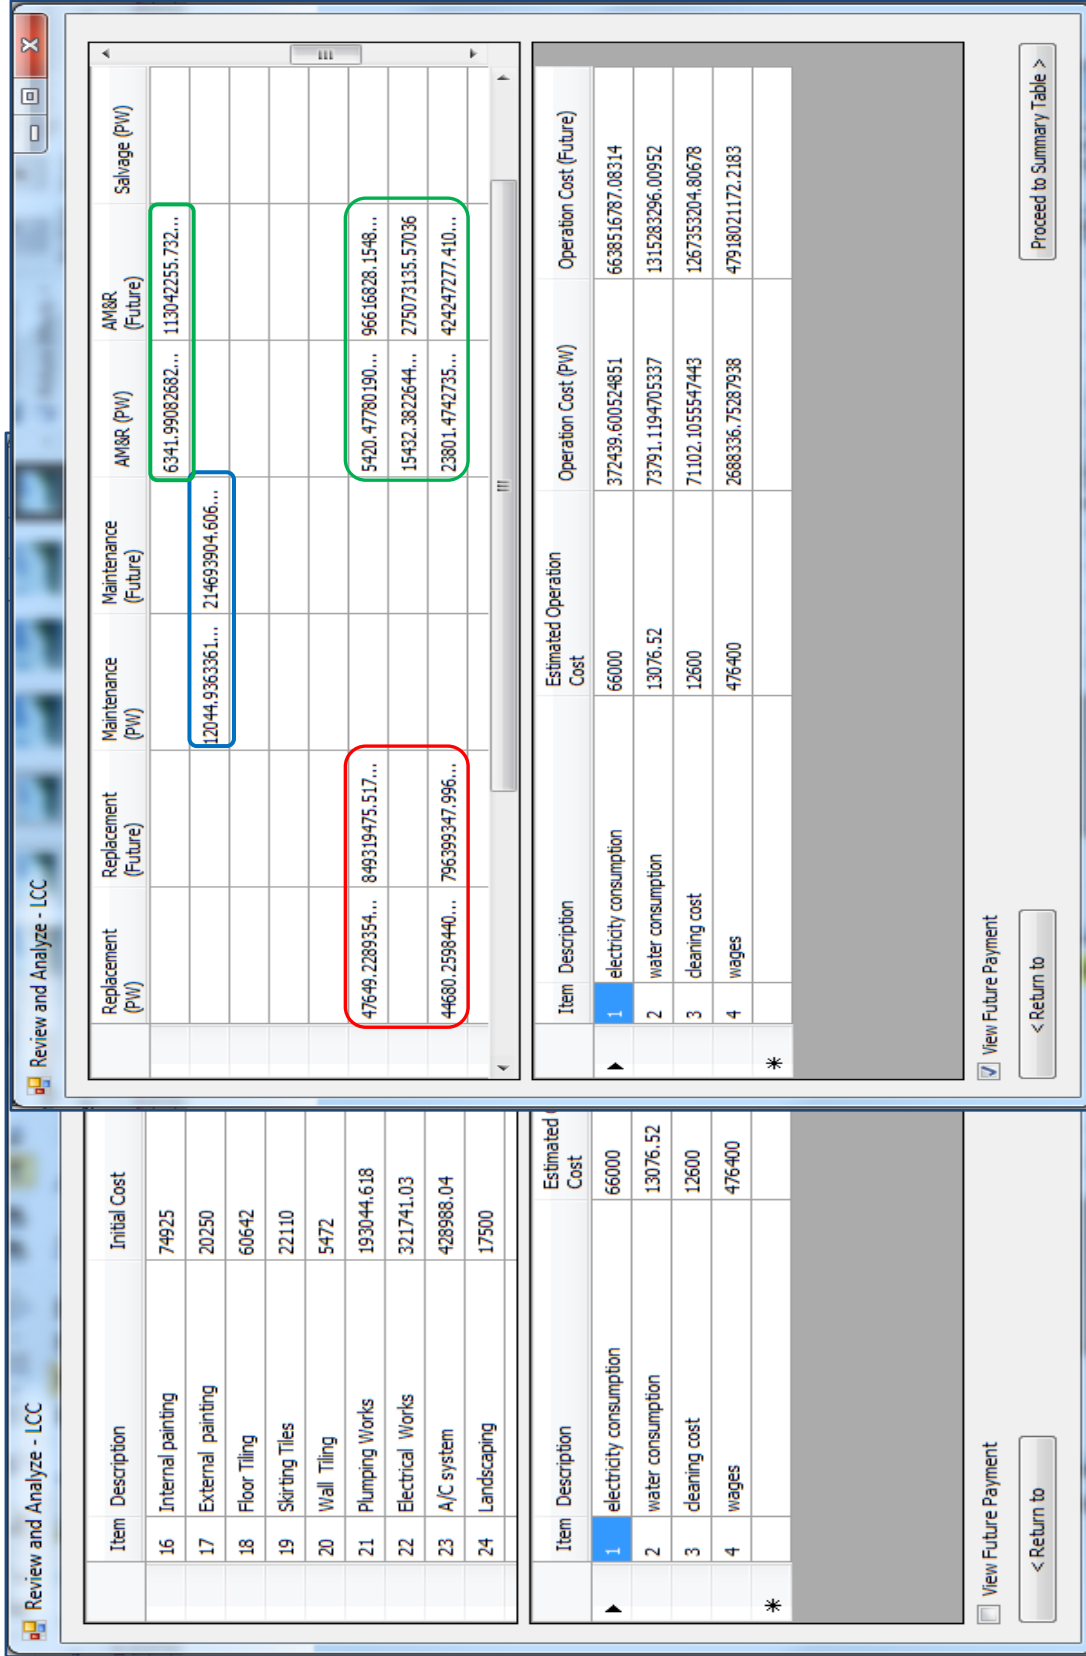 Review and Analyze - LCC
Item Description Initial Cost
16 Internal painting 74925
17 External painting 20250
18 Floor Tiling 60642
19 Skirting Tiles 22110
20 Wall Tiling 5472
21 Plumping Works 193044.618
22 Electrical Works 321741.03
23 A/C system 428988.04
24 Landscaping 17500
Item Description Estimated
Cost
1 electricity consumption 66000
2 water consumption 13076.52
3 cleaning cost 12600
4 wages 476400
View Future Payment
< Return to
Review and Analyze - LCC
Replacement (PW) Replacement (Future) Maintenance (PW) Maintenance (Future) AM&R (PW) AM&R (Future) Salvage (PW)
6341.99082682... 113042255.732...
12044.9363361... 214693904.606...
47649.2289354... 849319475.517... 5420.47780190... 96616828.1548...
15432.3822644... 275073135.57036
44680.2598440... 796399347.996... 23801.4742735... 424247277.410...
Item Description Estimated Operation Cost Operation Cost (PW) Operation Cost (Future)
1 electricity consumption 66000 372439.600524851 6638516787.08314
2 water consumption 13076.52 73791.1194705337 1315283296.00952
3 cleaning cost 12600 71102.1055547443 1267353204.80678
4 wages 476400 2688336.75287938 47918021172.2183
View Future Payment
< Return to
Proceed to Summary Table >